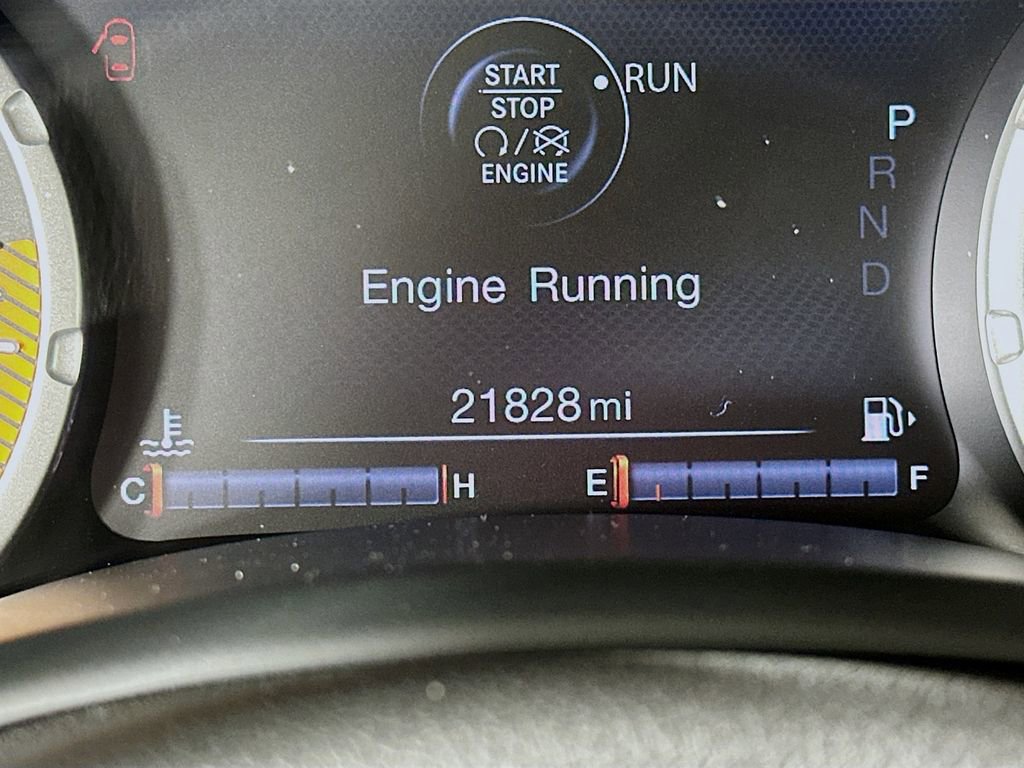 START
STOP
ENGINE
RUN
P
R
N
D
Engine Running
21828 mi
C H
E F